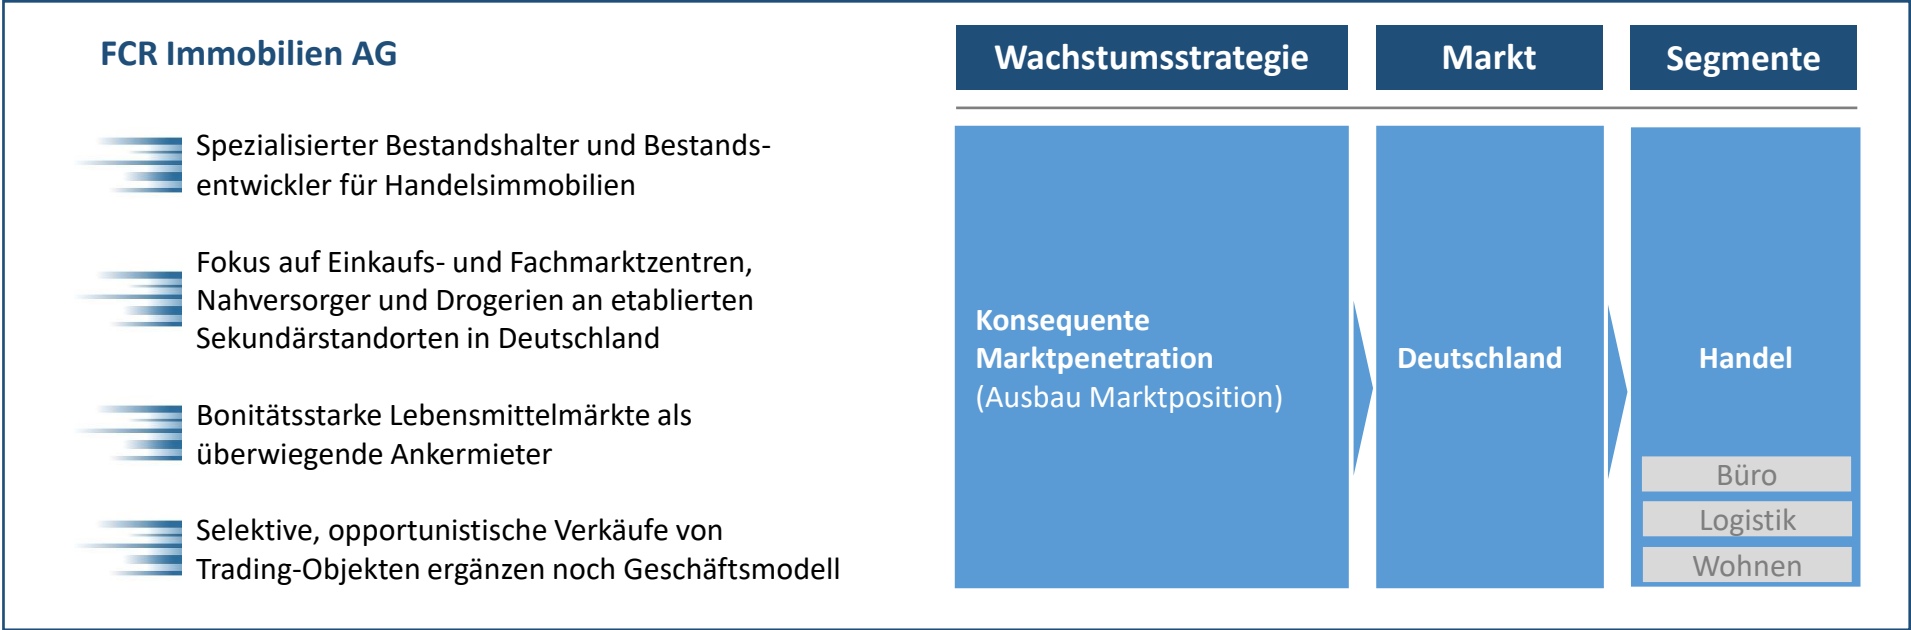 FCR Immobilien AG
Spezialisierter Bestandshalter und Bestands-
entwickler für Handelsimmobilien
Fokus auf Einkaufs- und Fachmarktzentren,
Nahversorger und Drogerien an etablierten
Sekundärstandorten in Deutschland
Bonitätsstarke Lebensmittelmärkte als
überwiegende Ankermieter
Selektive, opportunistische Verkäufe von
Trading-Objekten ergänzen noch Geschäftsmodell
Wachstumsstrategie
Markt
Segmente
Konsequente
Marktpenetration
(Ausbau Marktposition)
Deutschland
Handel
Büro
Logistik
Wohnen